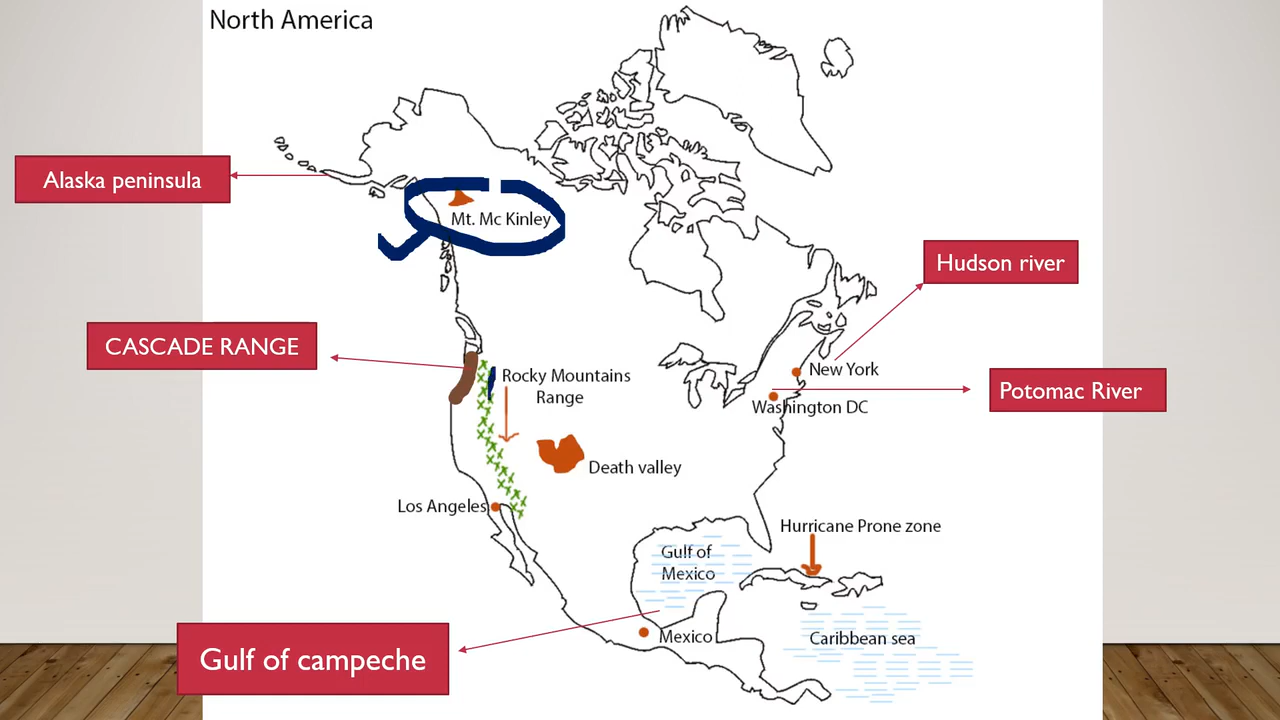 North America
Alaska peninsula
Mt. Mc Kinley
Hudson river
CASCADE RANGE
Rocky Mountains
Range
New York
Potomac River
Washington DC
Death valley
Los Angeles
Hurricane Prone zone
Gulf of
Mexico
Mexico
Caribbean sea
Gulf of campeche